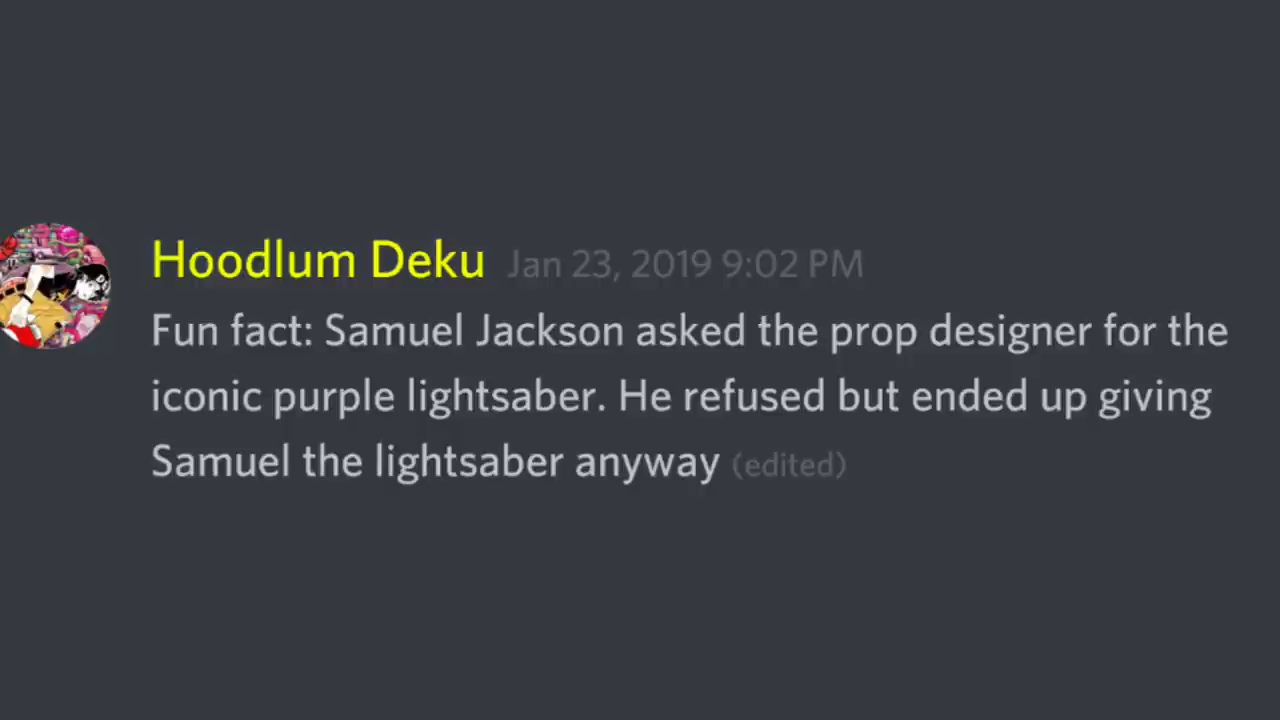 Hoodlum Deku Jan 23, 2019 9:02 PM
Fun fact: Samuel Jackson asked the prop designer for the
iconic purple lightsaber. He refused but ended up giving
Samuel the lightsaber anyway (edited)